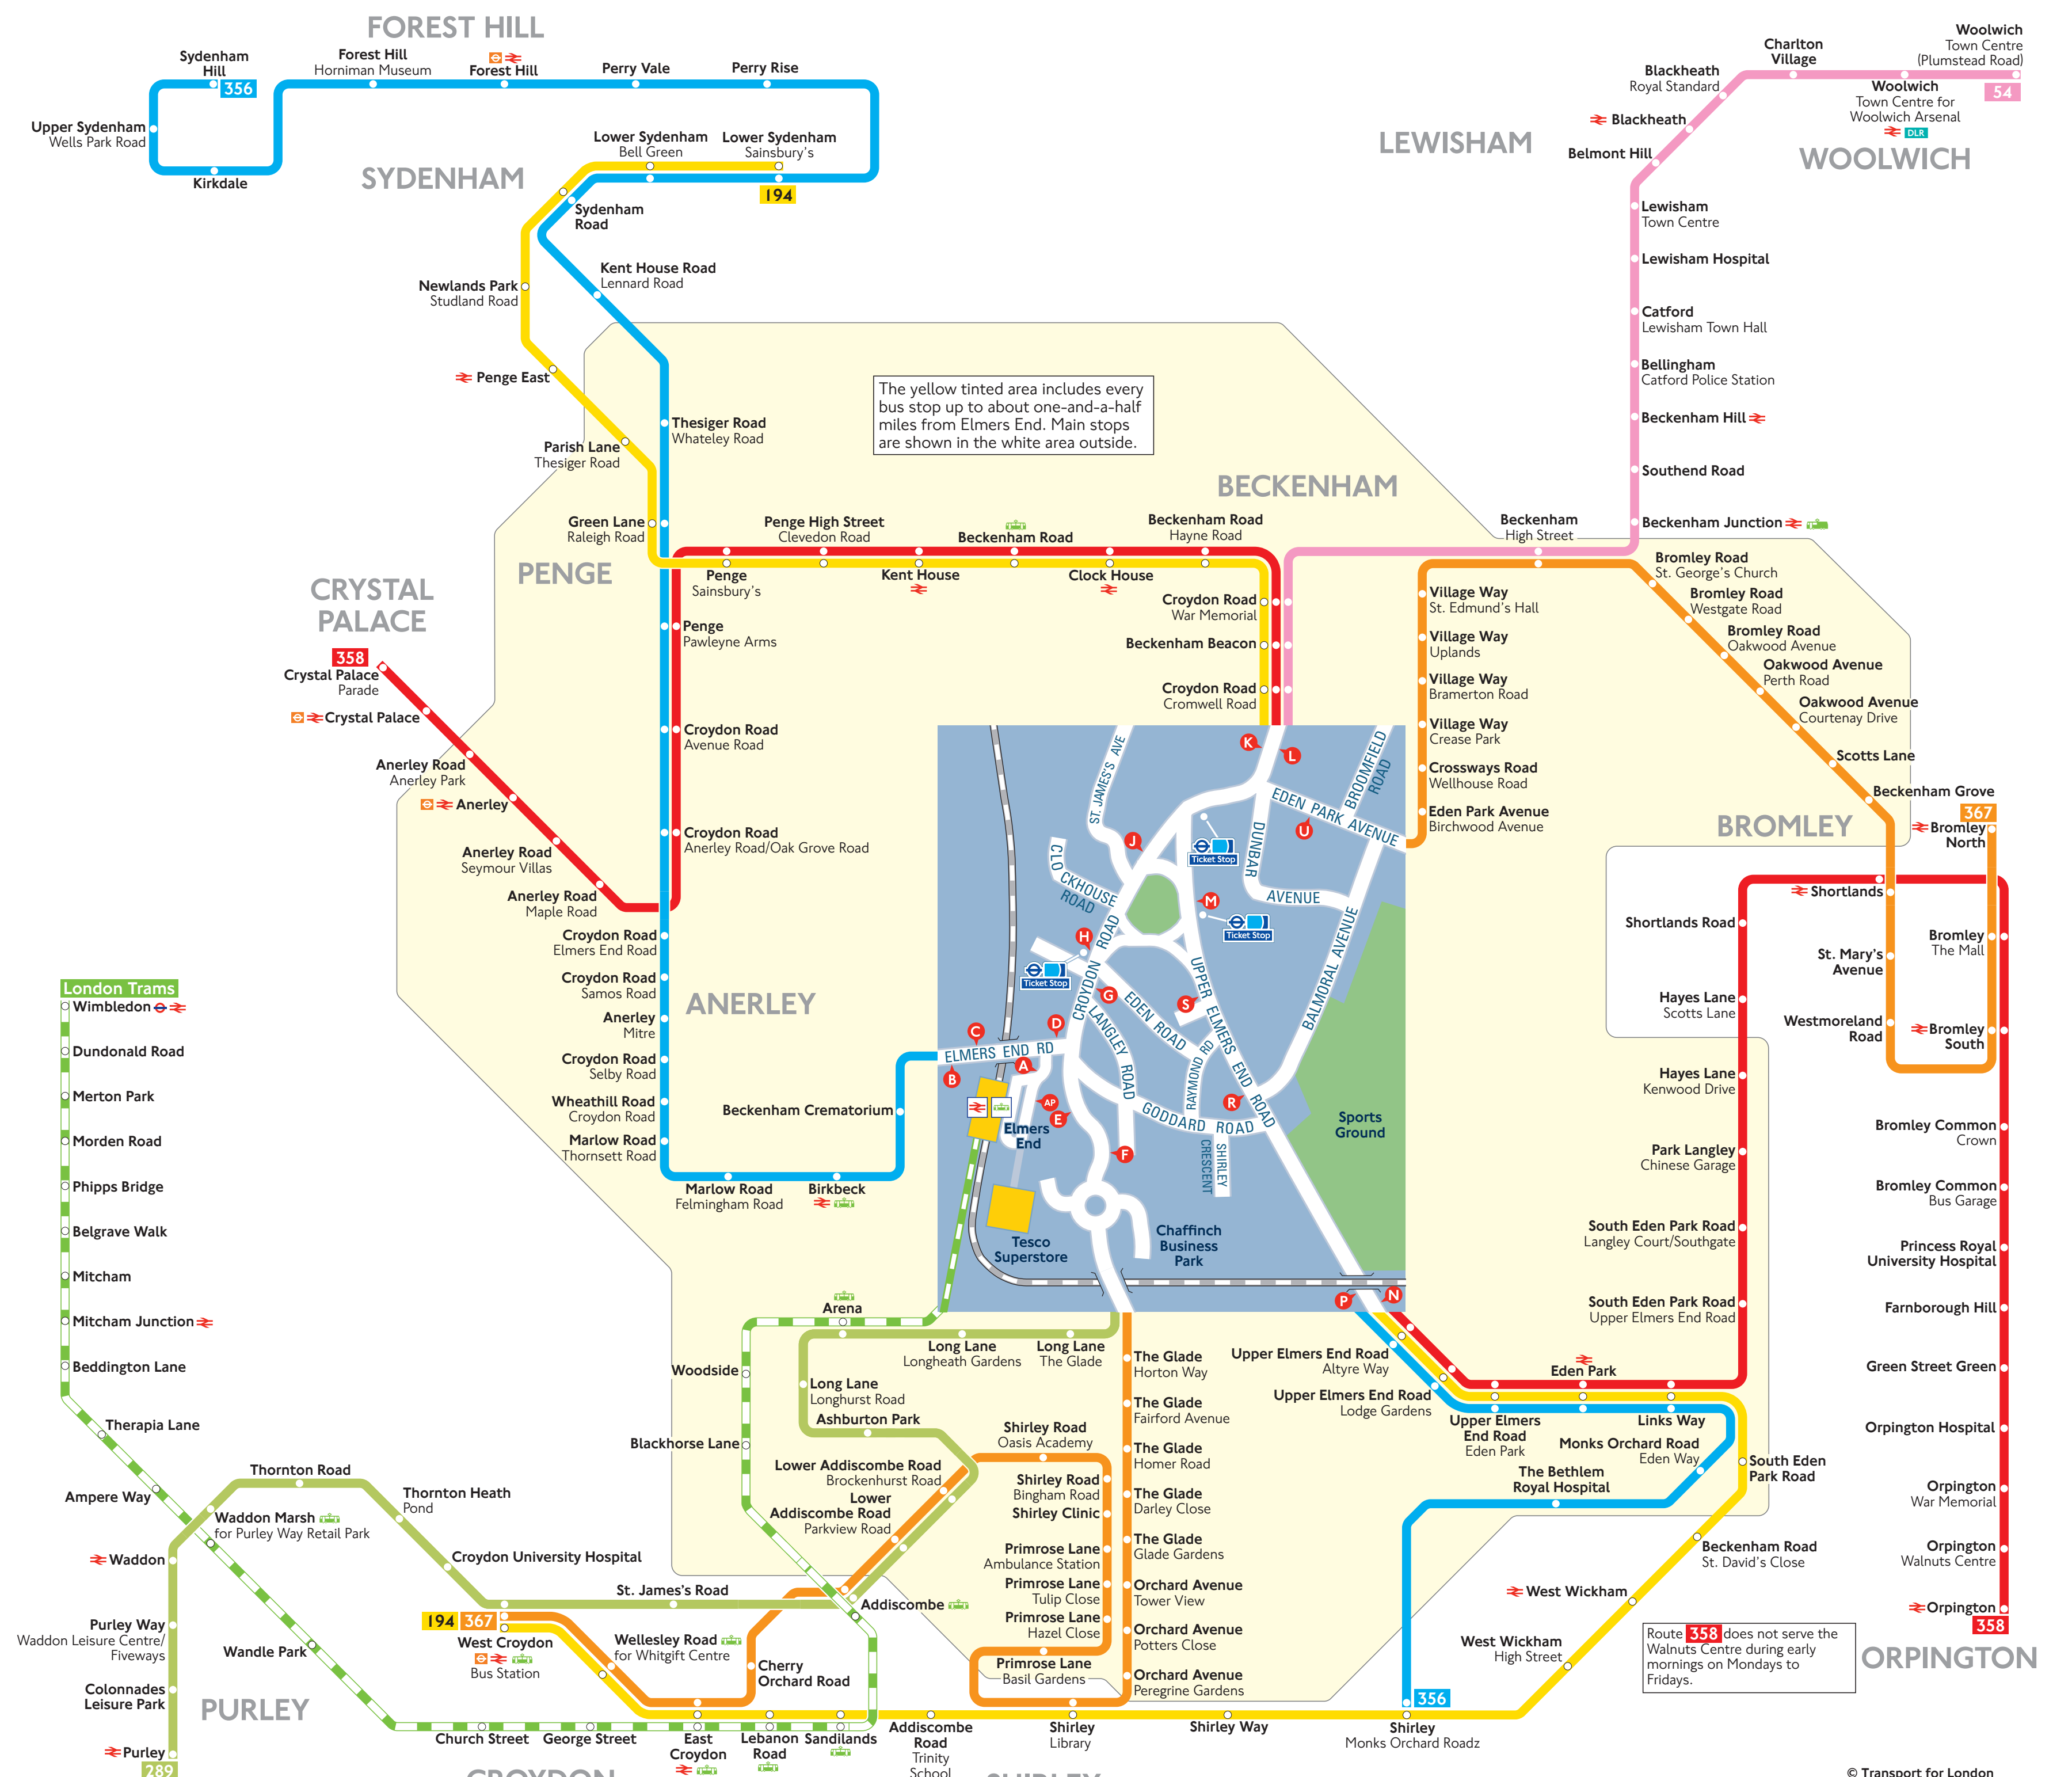 FOREST HILL
Sydenham
Hill
356
Forest Hill
Horniman Museum
Forest Hill
Perry Vale
Perry Rise
Upper Sydenham
Wells Park Road
Kirkdale
SYDENHAM
Lower Sydenham
Bell Green
Lower Sydenham
Sainsbury's
194
Sydenham
Road
Kent House Road
Lennard Road
Newlands Park
Studland Road
Penge East
Parish Lane
Thesiger Road
Thesiger Road
Whateley Road
Green Lane
Raleigh Road
PENGE
The yellow tinted area includes every
bus stop up to about one-and-a-half
miles from Elmers End. Main stops
are shown in the white area outside.
LEWISHAM
WOOLWICH
Woolwich
Town Centre
(Plumstead Road)
54
Charlton
Village
Woolwich
Town Centre for
Woolwich Arsenal
DLR
Blackheath
Royal Standard
Blackheath
Belmont Hill
Lewisham
Town Centre
Lewisham Hospital
Catford
Lewisham Town Hall
Bellingham
Catford Police Station
Beckenham Hill
Southend Road
Beckenham Junction
BECKENHAM
Beckenham
High Street
Penge High Street
Clevedon Road
Beckenham Road
Beckenham Road
Hayne Road
Penge
Sainsbury's
Kent House
Clock House
Croydon Road
War Memorial
Beckenham Beacon
Croydon Road
Cromwell Road
Bromley Road
St. George's Church
Bromley Road
Westgate Road
Bromley Road
Oakwood Avenue
Oakwood Avenue
Perth Road
Oakwood Avenue
Courtenay Drive
Scotts Lane
Beckenham Grove
367
Village Way
St. Edmund's Hall
Village Way
Uplands
Village Way
Bramerton Road
Village Way
Crease Park
Crossways Road
Wellhouse Road
Eden Park Avenue
Birchwood Avenue
CRYSTAL
PALACE
358
Crystal Palace
Parade
Crystal Palace
Anerley Road
Anerley Park
Anerley
Anerley Road
Seymour Villas
Anerley Road
Maple Road
Penge
Pawleyne Arms
Croydon Road
Avenue Road
Croydon Road
Anerley Road/Oak Grove Road
Croydon Road
Elmers End Road
Croydon Road
Samos Road
Anerley
Mitre
Croydon Road
Selby Road
Wheathill Road
Croydon Road
Marlow Road
Thornsett Road
ANERLEY
Marlow Road
Felmingham Road
Birkbeck
Beckenham Crematorium
K
L
ST. JAMES'S AVE
BROOMFIELD
ROAD
EDEN PARK AVENUE
U
J
Ticket Stop
DUNBAR
AVENUE
CLOCKHOUSE
ROAD
M
Ticket Stop
H
Ticket Stop
CROYDON ROAD
G
S
UPPER ELMERS END ROAD
BALMORAL AVENUE
EDEN ROAD
LANGLEY ROAD
C
D
ELMERS END RD
B
A
AP
E
RAYMOND RD
R
GODDARD ROAD
Elmers
End
F
SHIRLEY
CRESCENT
Sports
Ground
Tesco
Superstore
Chaffinch
Business
Park
P
N
BROMLEY
Bromley
North
Shortlands
Shortlands Road
Bromley
The Mall
St. Mary's
Avenue
Hayes Lane
Scotts Lane
Westmoreland
Road
Bromley
South
Hayes Lane
Kenwood Drive
Park Langley
Chinese Garage
South Eden Park Road
Langley Court/Southgate
South Eden Park Road
Upper Elmers End Road
Bromley Common
Crown
Bromley Common
Bus Garage
Princess Royal
University Hospital
Farnborough Hill
Green Street Green
Orpington Hospital
Orpington
War Memorial
Orpington
Walnuts Centre
Orpington
358
ORPINGTON
Route 358 does not serve the
Walnuts Centre during early
mornings on Mondays to
Fridays.
London Trams
Wimbledon
Dundonald Road
Merton Park
Morden Road
Phipps Bridge
Belgrave Walk
Mitcham
Mitcham Junction
Beddington Lane
Therapia Lane
Ampere Way
Waddon Marsh
for Purley Way Retail Park
Wandle Park
Church Street
George Street
East
Croydon
Lebanon
Road
Sandilands
Arena
Woodside
Blackhorse Lane
Addiscombe
Long Lane
Longheath Gardens
Long Lane
The Glade
Long Lane
Longhurst Road
Ashburton Park
Lower Addiscombe Road
Brockenhurst Road
Lower
Addiscombe Road
Parkview Road
Thornton Road
Thornton Heath
Pond
Croydon University Hospital
St. James's Road
Waddon
Purley Way
Waddon Leisure Centre/
Fiveways
Colonnades
Leisure Park
Purley
289
PURLEY
194
367
West Croydon
Bus Station
Wellesley Road
for Whitgift Centre
Cherry
Orchard Road
Shirley Road
Oasis Academy
Shirley Road
Bingham Road
Shirley Clinic
Primrose Lane
Ambulance Station
Primrose Lane
Tulip Close
Primrose Lane
Hazel Close
Primrose Lane
Basil Gardens
The Glade
Horton Way
The Glade
Fairford Avenue
The Glade
Homer Road
The Glade
Darley Close
The Glade
Glade Gardens
Orchard Avenue
Tower View
Orchard Avenue
Potters Close
Orchard Avenue
Peregrine Gardens
Upper Elmers End Road
Altyre Way
Upper Elmers End Road
Lodge Gardens
Eden Park
Upper Elmers
End Road
Eden Park
Links Way
Monks Orchard Road
Eden Way
The Bethlem
Royal Hospital
South Eden
Park Road
Beckenham Road
St. David's Close
West Wickham
West Wickham
High Street
356
Shirley
Monks Orchard Roadz
Shirley Way
Shirley
Library
Addiscombe
Road
Trinity
School
CROYDON
SHIRLEY
© Transport for London